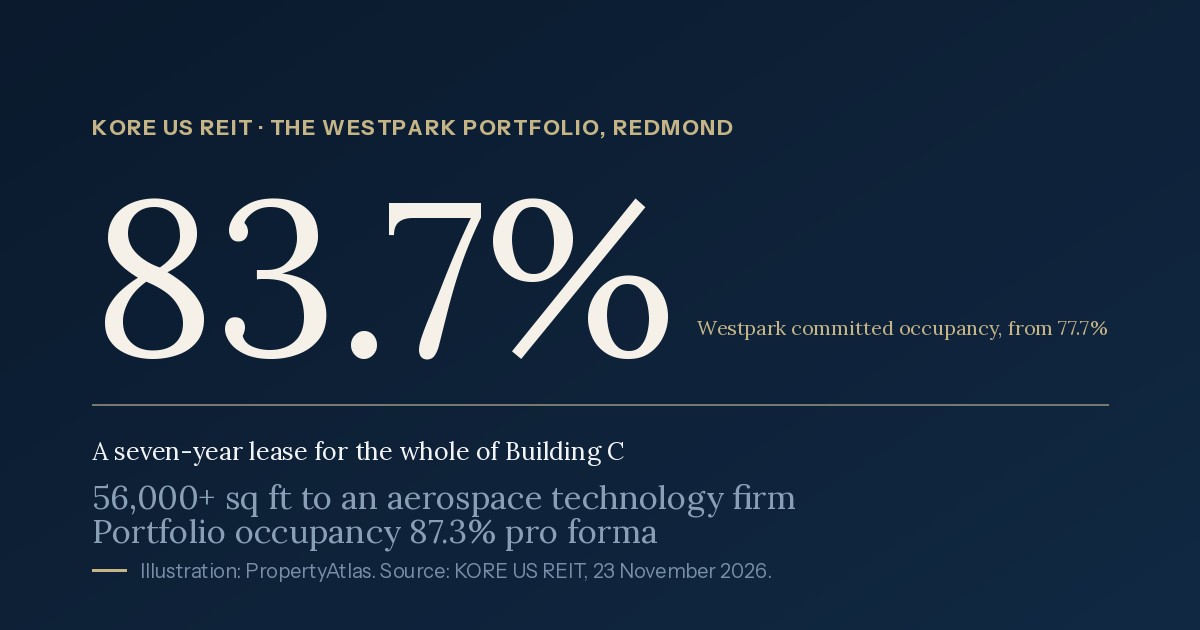 KORE US REIT · THE WESTPARK PORTFOLIO, REDMOND
83.7%
Westpark committed occupancy, from 77.7%
A seven-year lease for the whole of Building C
56,000+ sq ft to an aerospace technology firm
Portfolio occupancy 87.3% pro forma
Illustration: PropertyAtlas. Source: KORE US REIT, 23 November 2026.